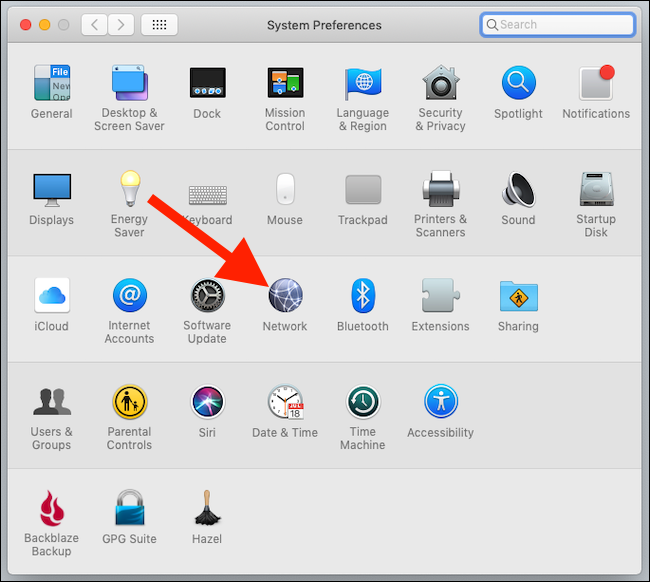 System Preferences
Search
File
New
Ope
General
Desktop &
Screen Saver
Dock
Mission
Control
Language
& Region
Security
& Privacy
Spotlight
Notifications
Displays
Energy
Saver
Keyboard
Mouse
Trackpad
Printers &
Scanners
Sound
Startup
Disk
@
iCloud
Internet
Accounts
Software
Update
Network
Bluetooth
Extensions
Sharing
JUL
18
Users &
Groups
Parental
Controls
Siri
Date & Time
Time
Machine
Accessibility
Backblaze
Backup
GPG Suite
Hazel